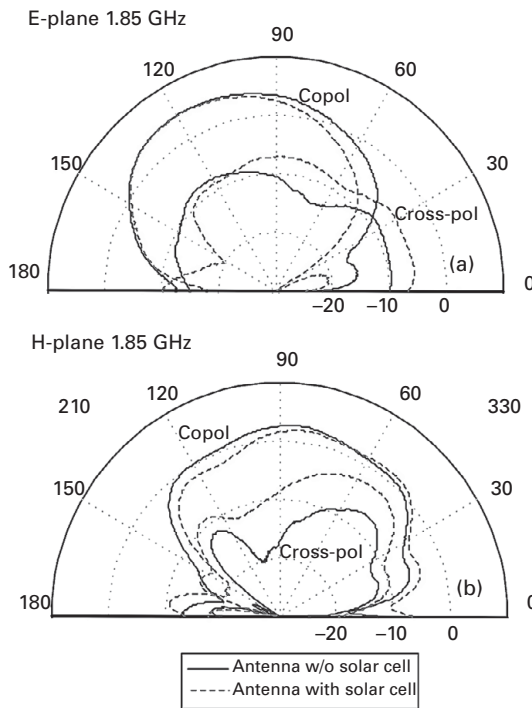 E-plane 1.85 GHz
90
120
60
Copol
150
30
Cross-pol
(a)
180
0
−20
−10
0
H-plane 1.85 GHz
90
210
120
60
330
Copol
150
30
Cross-pol
(b)
180
0
−20
−10
0
Antenna w/o solar cell
Antenna with solar cell